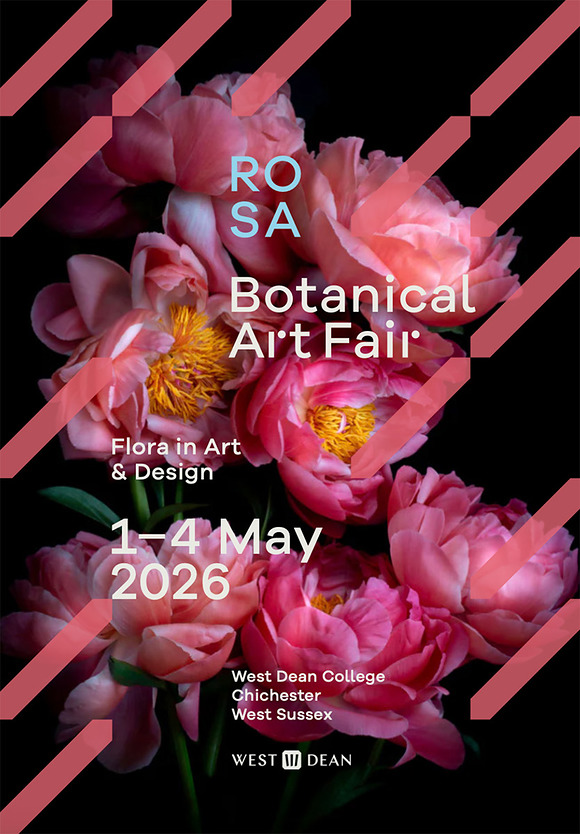 RO
SA
Botanical
Art Fair
Flora in Art
& Design
1–4 May
2026
West Dean College
Chichester
West Sussex
WEST W DEAN